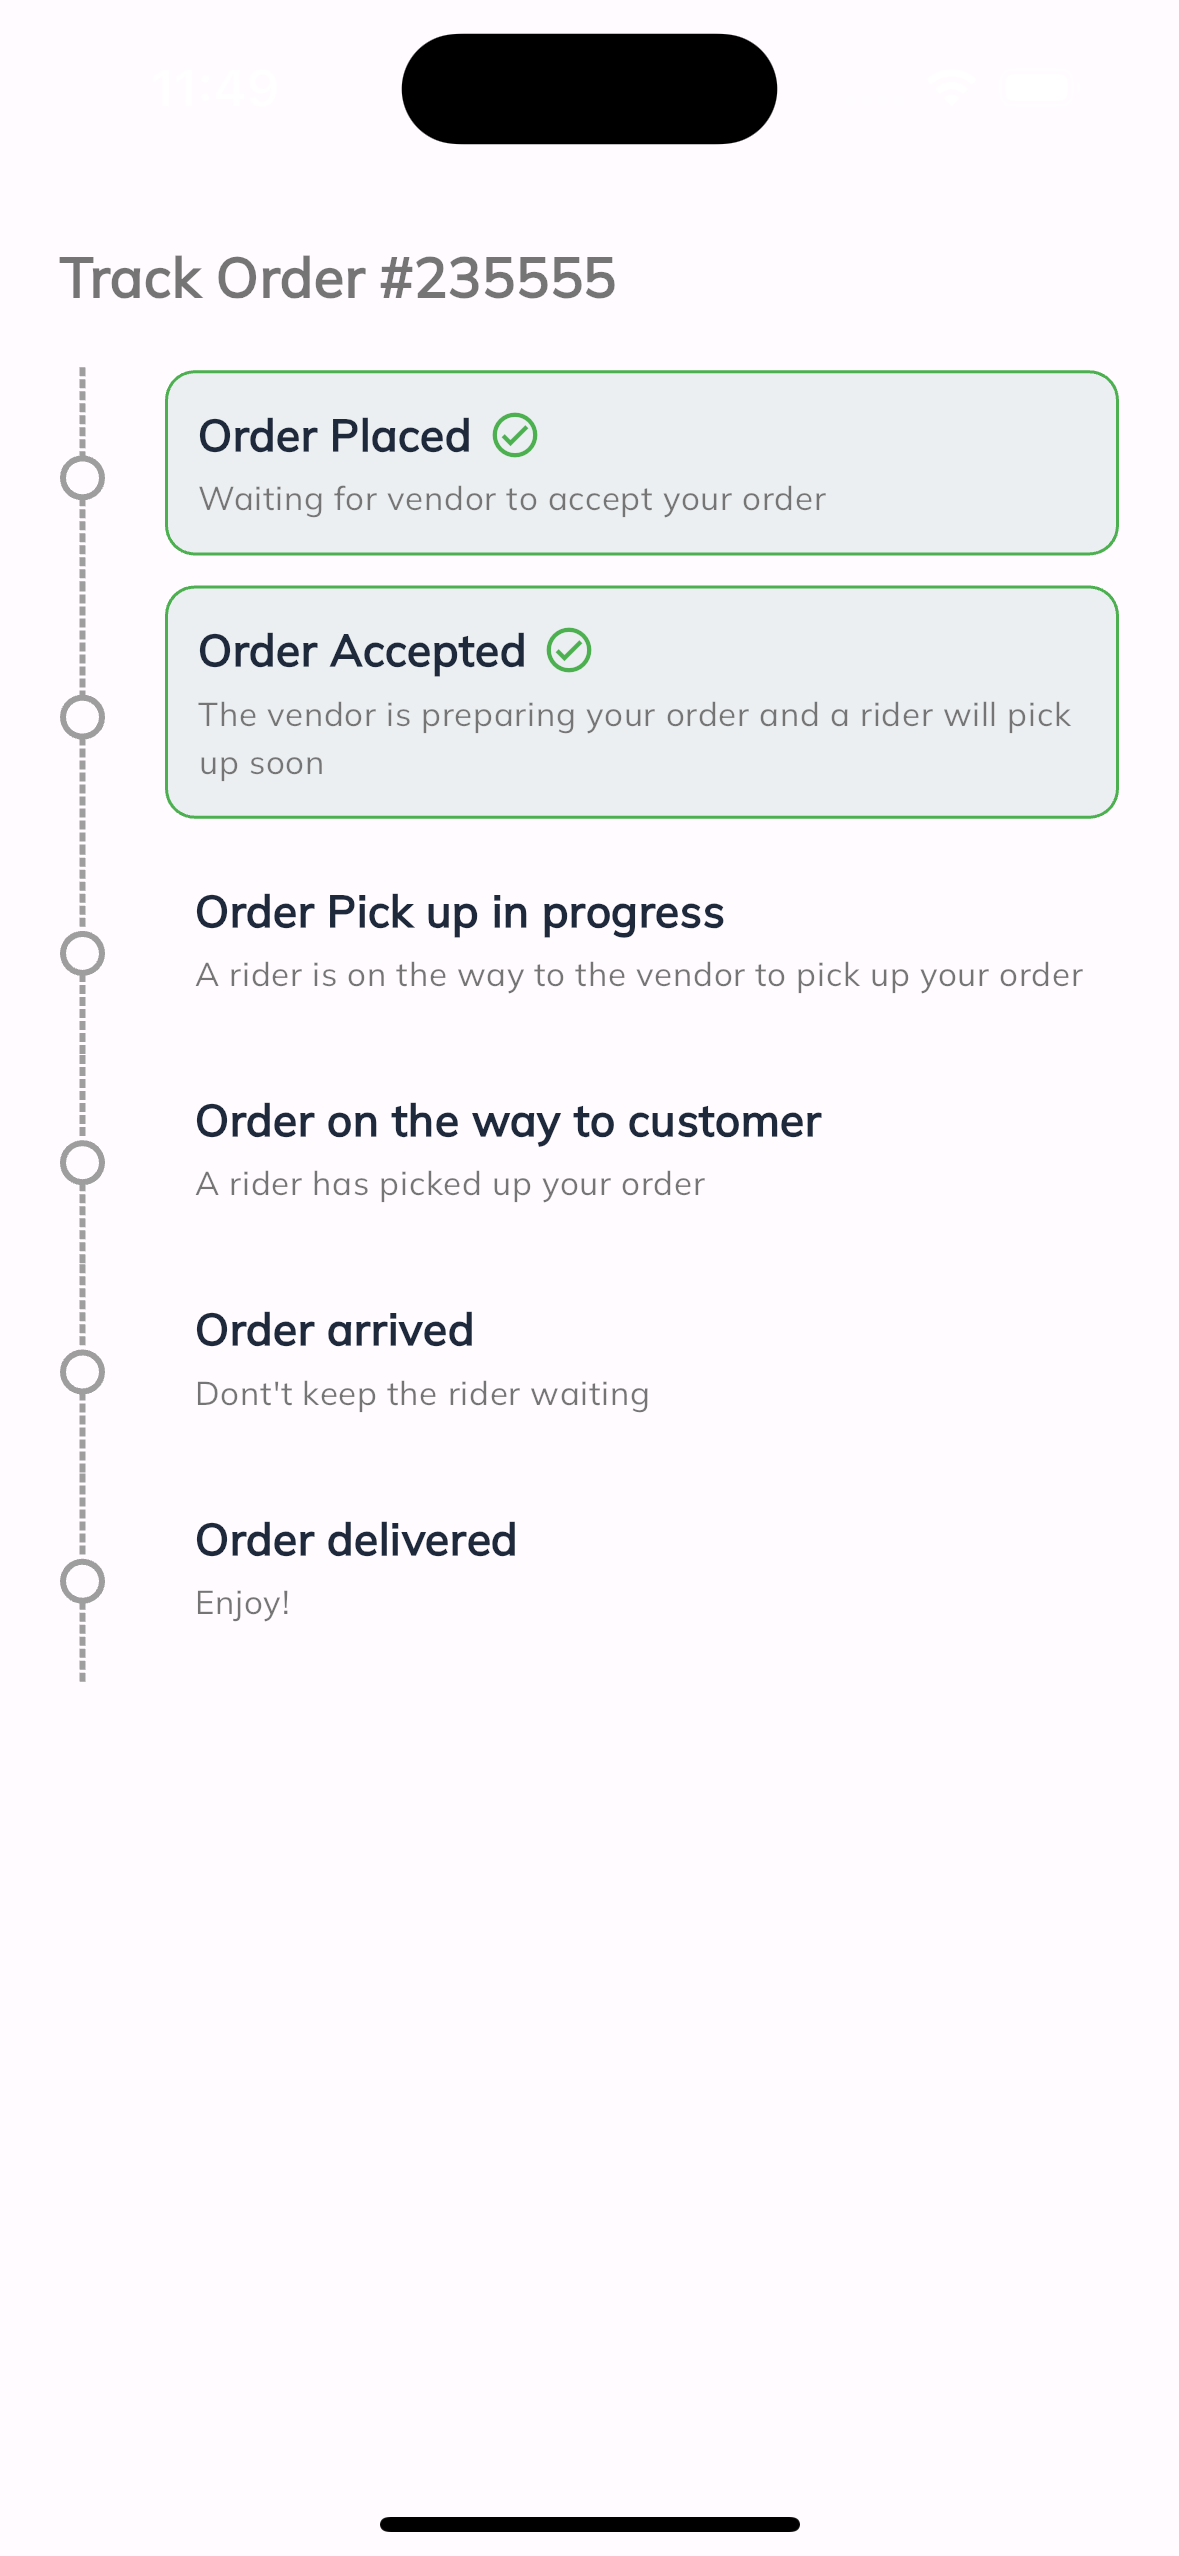 11:49
Track Order #235555
Order Placed
Waiting for vendor to accept your order
Order Accepted
The vendor is preparing your order and a rider will pick
up soon
Order Pick up in progress
A rider is on the way to the vendor to pick up your order
Order on the way to customer
A rider has picked up your order
Order arrived
Dont't keep the rider waiting
Order delivered
Enjoy!